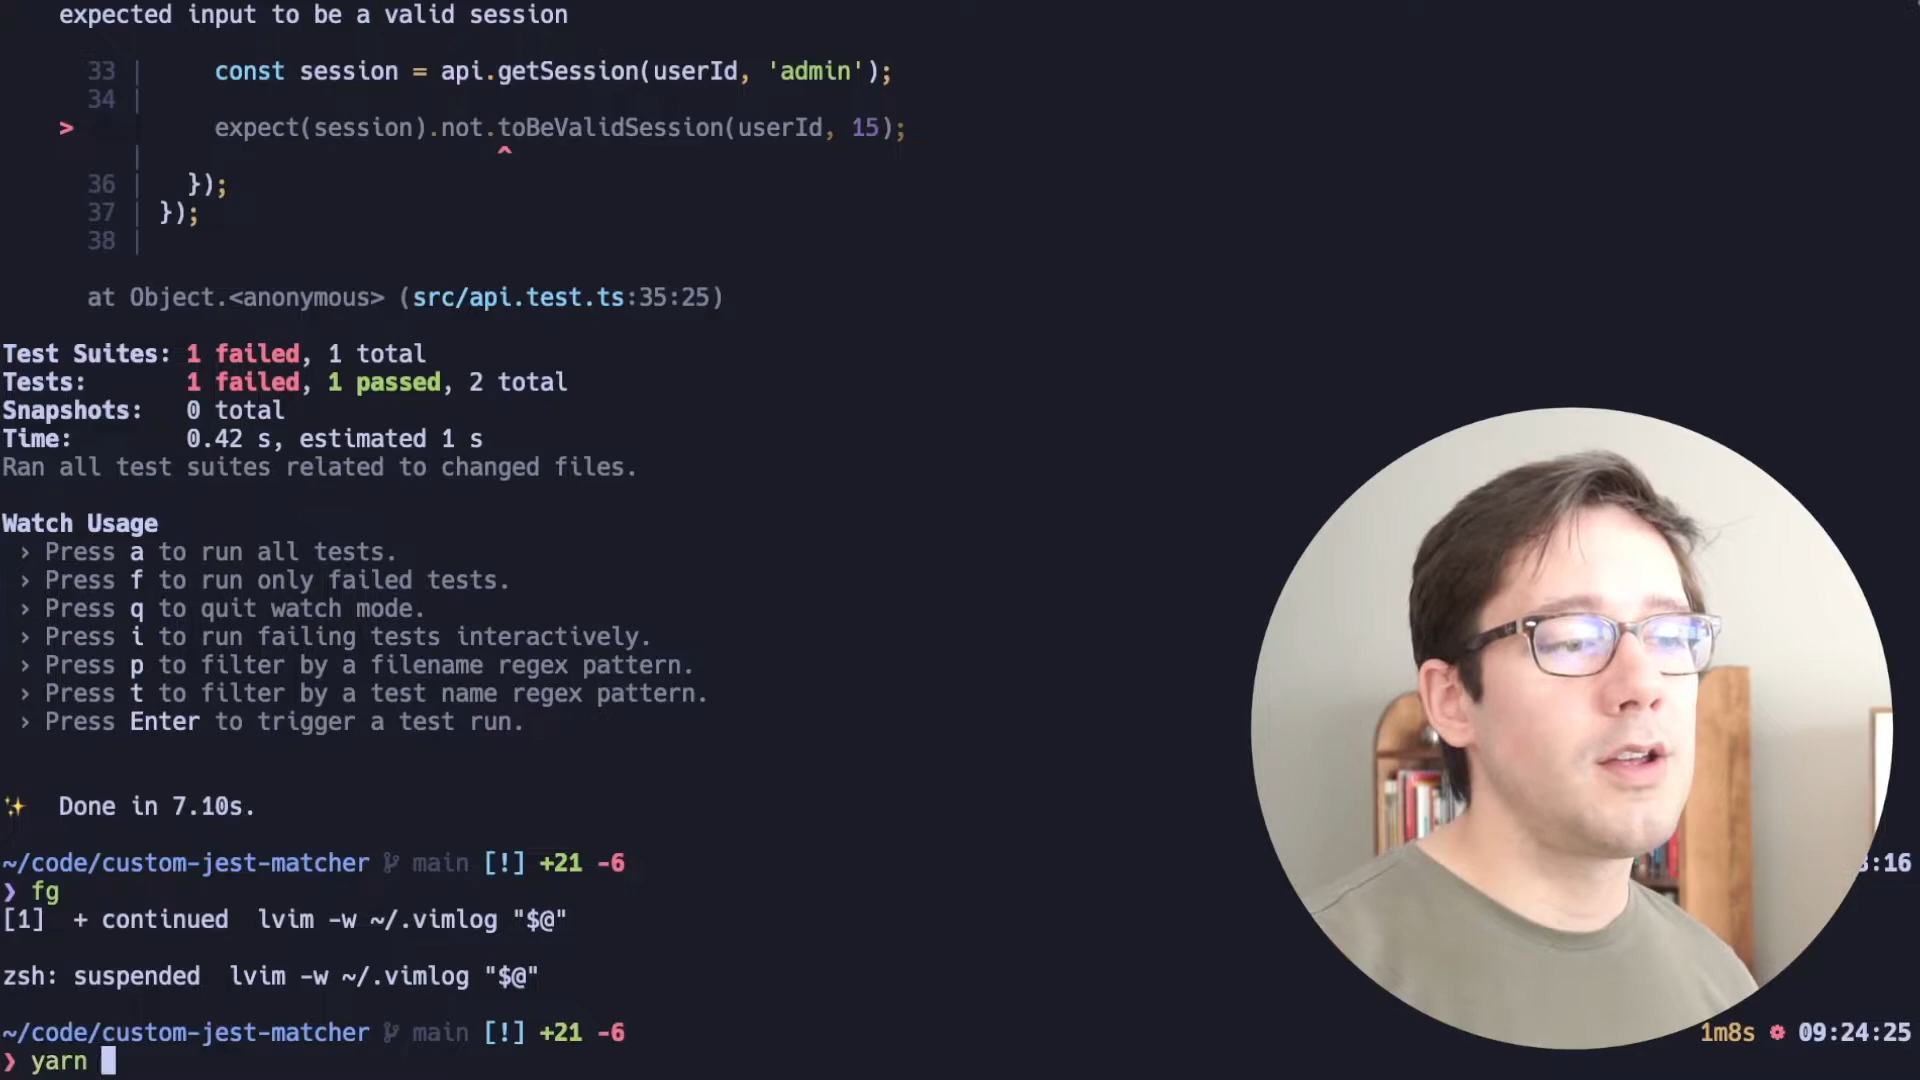 expected input to be a valid session
33 |     const session = api.getSession(userId, 'admin');
34 |
>     expect(session).not.toBeValidSession(userId, 15);
|     ^
36 |   });
37 | });
38 |
at Object.<anonymous> (src/api.test.ts:35:25)
Test Suites: 1 failed, 1 total
Tests: 1 failed, 1 passed, 2 total
Snapshots: 0 total
Time: 0.42 s, estimated 1 s
Ran all test suites related to changed files.
Watch Usage
› Press a to run all tests.
› Press f to run only failed tests.
› Press q to quit watch mode.
› Press i to run failing tests interactively.
› Press p to filter by a filename regex pattern.
› Press t to filter by a test name regex pattern.
› Press Enter to trigger a test run.
✨ Done in 7.10s.
~/code/custom-jest-matcher main [!] +21 -6 :16
❯ fg
[1]  + continued  lvim -w ~/.vimlog "$@"
zsh: suspended  lvim -w ~/.vimlog "$@"
~/code/custom-jest-matcher main [!] +21 -6 1m8s 09:24:25
❯ yarn